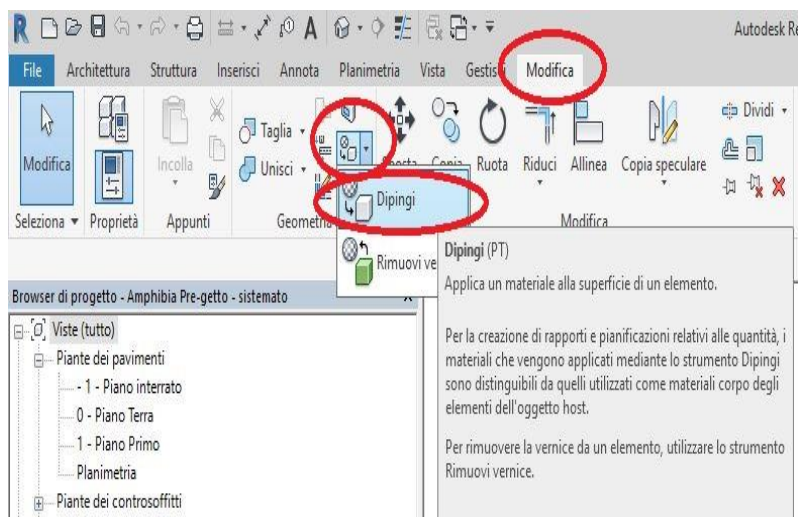 Autodesk Re
File Architettura Struttura Inserisci Annota Planimetria Vista Gestisci Modifica
Modifica
Incolla
Taglia
Unisci
Sposta Copia Ruota Riduci Allinea Copia speculare
Dividi
Seleziona Proprietà Appunti Geometria Modifica
Dipingi
Rimuovi ve
Dipingi (PT)
Applica un materiale alla superficie di un elemento.
Per la creazione di rapporti e pianificazioni relativi alle quantità, i
materiali che vengono applicati mediante lo strumento Dipingi
sono distinguibili da quelli utilizzati come materiali corpo degli
elementi dell'oggetto host.
Per rimuovere la vernice da un elemento, utilizzare lo strumento
Rimuovi vernice.
Browser di progetto - Amphibia Pre-getto - sistemato
Viste (tutto)
Piante dei pavimenti
- 1 - Piano interrato
0 - Piano Terra
1 - Piano Primo
Planimetria
Piante dei controsoffitti